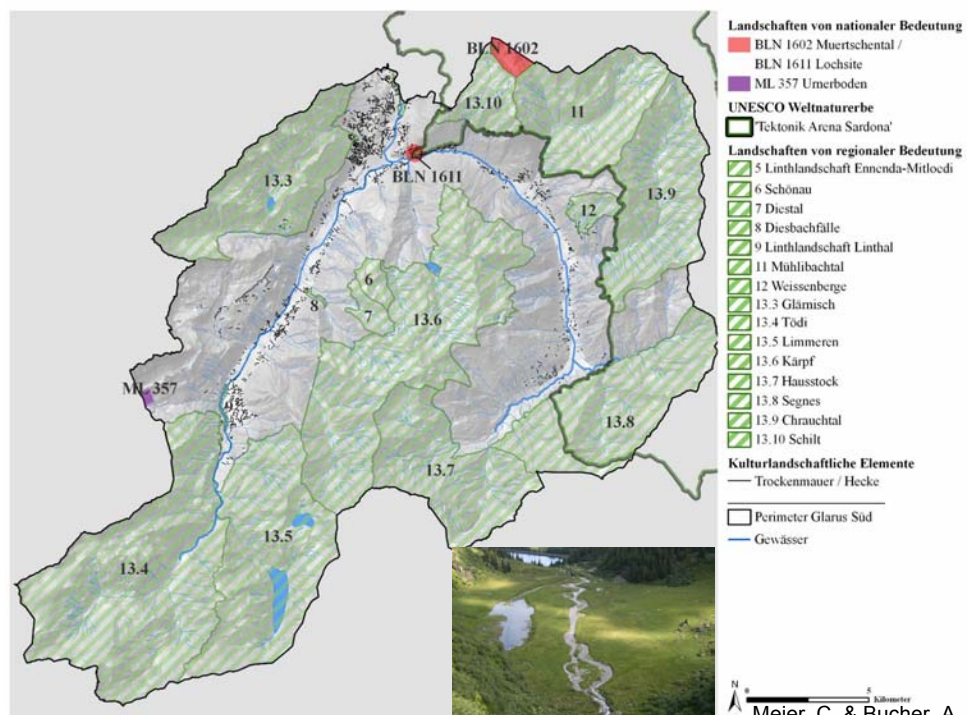 BLN 1602
13.10
11
13.3
BLN 1611
13.9
12
6
8
7
13.6
ML 357
9
13.8
13.7
13.5
13.4
Landschaften von nationaler Bedeutung
BLN 1602 Muertschental /
BLN 1611 Lochsite
ML 357 Urnerboden
UNESCO Weltnaturerbe
'Tektonik Arena Sardona'
Landschaften von regionaler Bedeutung
5 Linthlandschaft Ennenda-Mitloedi
6 Schönau
7 Diestal
8 Diesbachfälle
9 Linthlandschaft Linthal
11 Mühlibachtal
12 Weissenberge
13.3 Glärnisch
13.4 Tödi
13.5 Limmeren
13.6 Kärpf
13.7 Hausstock
13.8 Segnes
13.9 Chrauchtal
13.10 Schilt
Kulturlandschaftliche Elemente
Trockenmauer / Hecke
Perimeter Glarus Süd
Gewässer
N
0 5
Kilometer
Meier, C. & Bucher, A.